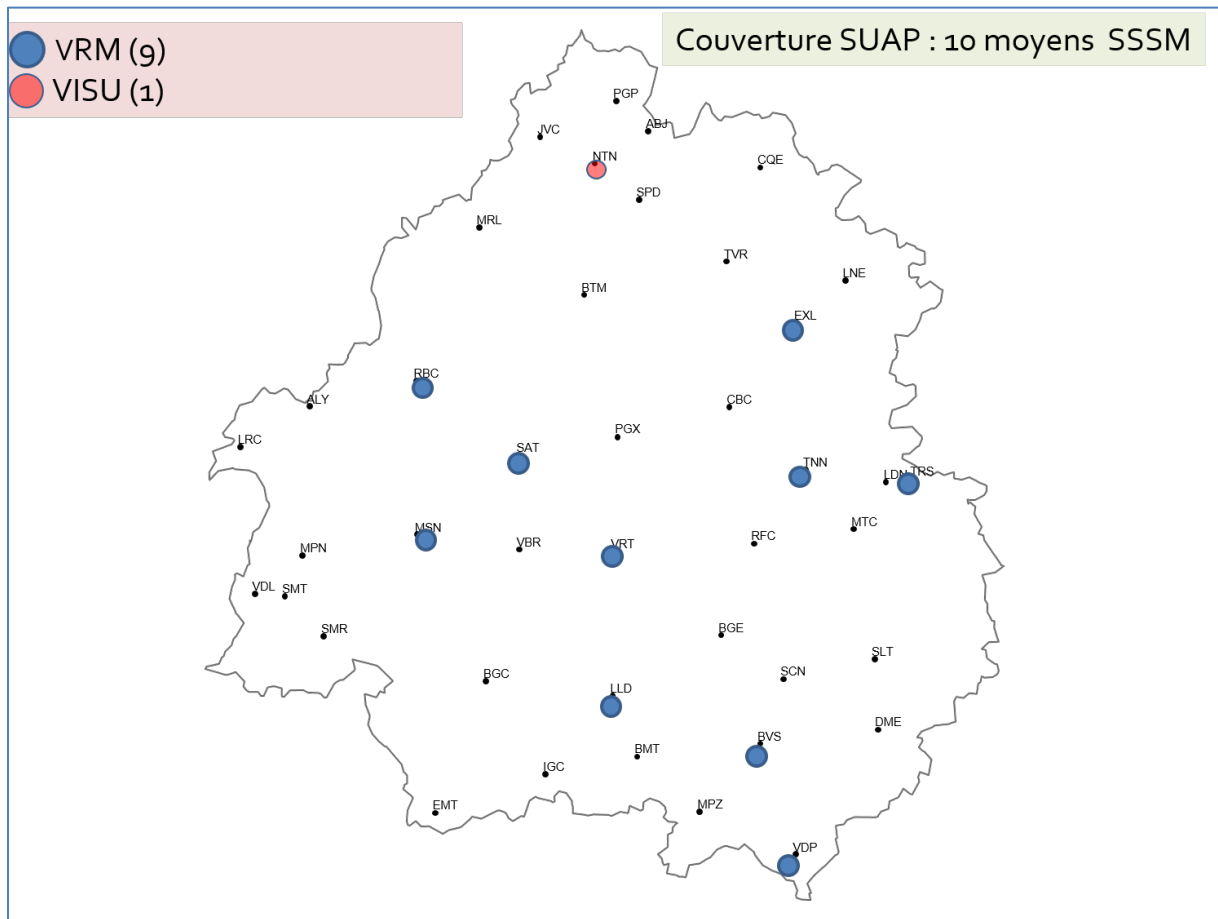 VRM (9)
VISU (1)
Couverture SUAP : 10 moyens SSSM
PGP
ABJ
JVC
NTN
CQE
SPD
MRL
TVR
LNE
BTM
EXL
RBC
ALY
CBC
LRC
PGX
SAT
TNN
LDN
TRS
MSN
MTC
VBR
VRT
RFC
MPN
VDL
SMT
SMR
BGE
SLT
BGC
SCN
LLD
DME
BVS
BMT
IGC
EMT
MPZ
VDP